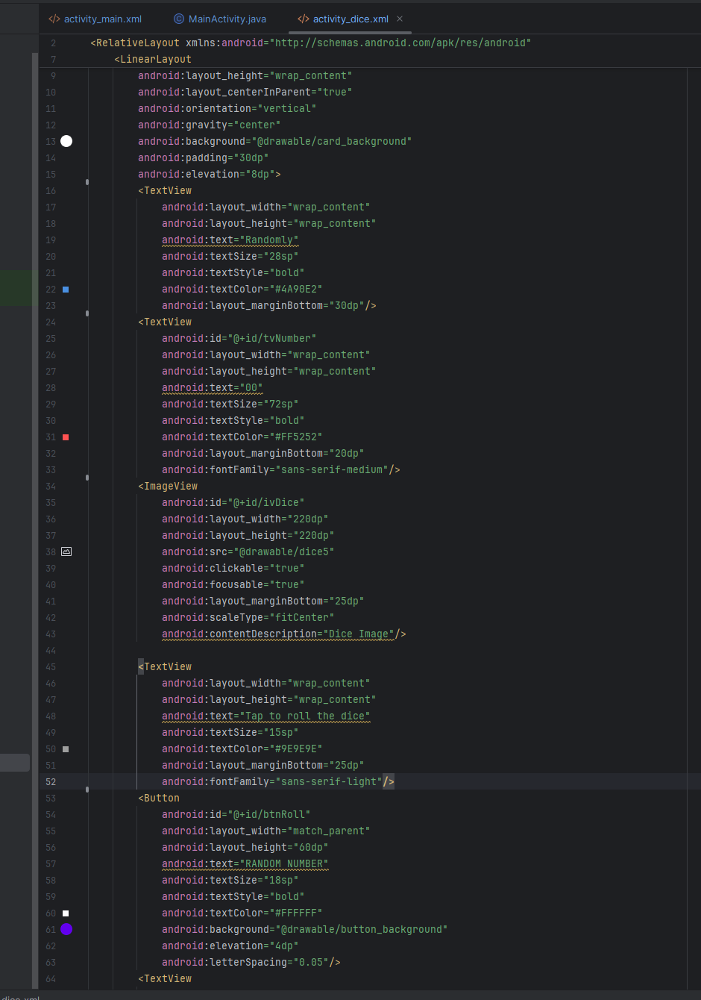 activity_main.xml MainActivity.java activity_dice.xml
2 <RelativeLayout xmlns:android="http://schemas.android.com/apk/res/android"
7 <LinearLayout
9 android:layout_height="wrap_content"
10 android:layout_centerInParent="true"
11 android:orientation="vertical"
12 android:gravity="center"
13 android:background="@drawable/card_background"
14 android:padding="30dp"
15 android:elevation="8dp">
16 <TextView
17 android:layout_width="wrap_content"
18 android:layout_height="wrap_content"
19 android:text="Randomly"
20 android:textSize="28sp"
21 android:textStyle="bold"
22 android:textColor="#4A90E2"
23 android:layout_marginBottom="30dp"/>
24 <TextView
25 android:id="@+id/tvNumber"
26 android:layout_width="wrap_content"
27 android:layout_height="wrap_content"
28 android:text="00"
29 android:textSize="72sp"
30 android:textStyle="bold"
31 android:textColor="#FF5252"
32 android:layout_marginBottom="20dp"
33 android:fontFamily="sans-serif-medium"/>
34 <ImageView
35 android:id="@+id/ivDice"
36 android:layout_width="220dp"
37 android:layout_height="220dp"
38 android:src="@drawable/dice5"
39 android:clickable="true"
40 android:focusable="true"
41 android:layout_marginBottom="25dp"
42 android:scaleType="fitCenter"
43 android:contentDescription="Dice Image"/>
44
45 <TextView
46 android:layout_width="wrap_content"
47 android:layout_height="wrap_content"
48 android:text="Tap to roll the dice"
49 android:textSize="15sp"
50 android:textColor="#9E9E9E"
51 android:layout_marginBottom="25dp"
52 android:fontFamily="sans-serif-light"/>
53 <Button
54 android:id="@+id/btnRoll"
55 android:layout_width="match_parent"
56 android:layout_height="60dp"
57 android:text="RANDOM NUMBER"
58 android:textSize="18sp"
59 android:textStyle="bold"
60 android:textColor="#FFFFFF"
61 android:background="@drawable/button_background"
62 android:elevation="4dp"
63 android:letterSpacing="0.05"/>
64 <TextView